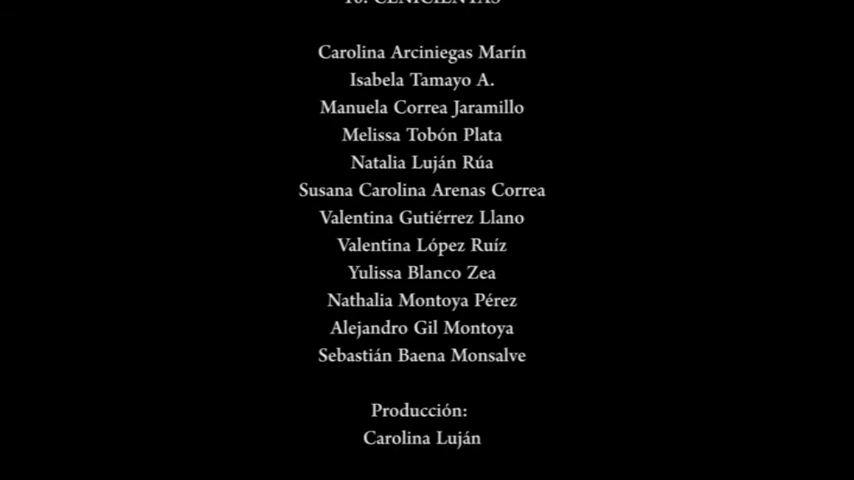 10. CENICIENTAS
Carolina Arciniegas Marín
Isabela Tamayo A.
Manuela Correa Jaramillo
Melissa Tobón Plata
Natalia Luján Rúa
Susana Carolina Arenas Correa
Valentina Gutiérrez Llano
Valentina López Ruíz
Yulissa Blanco Zea
Nathalia Montoya Pérez
Alejandro Gil Montoya
Sebastián Baena Monsalve
Producción:
Carolina Luján